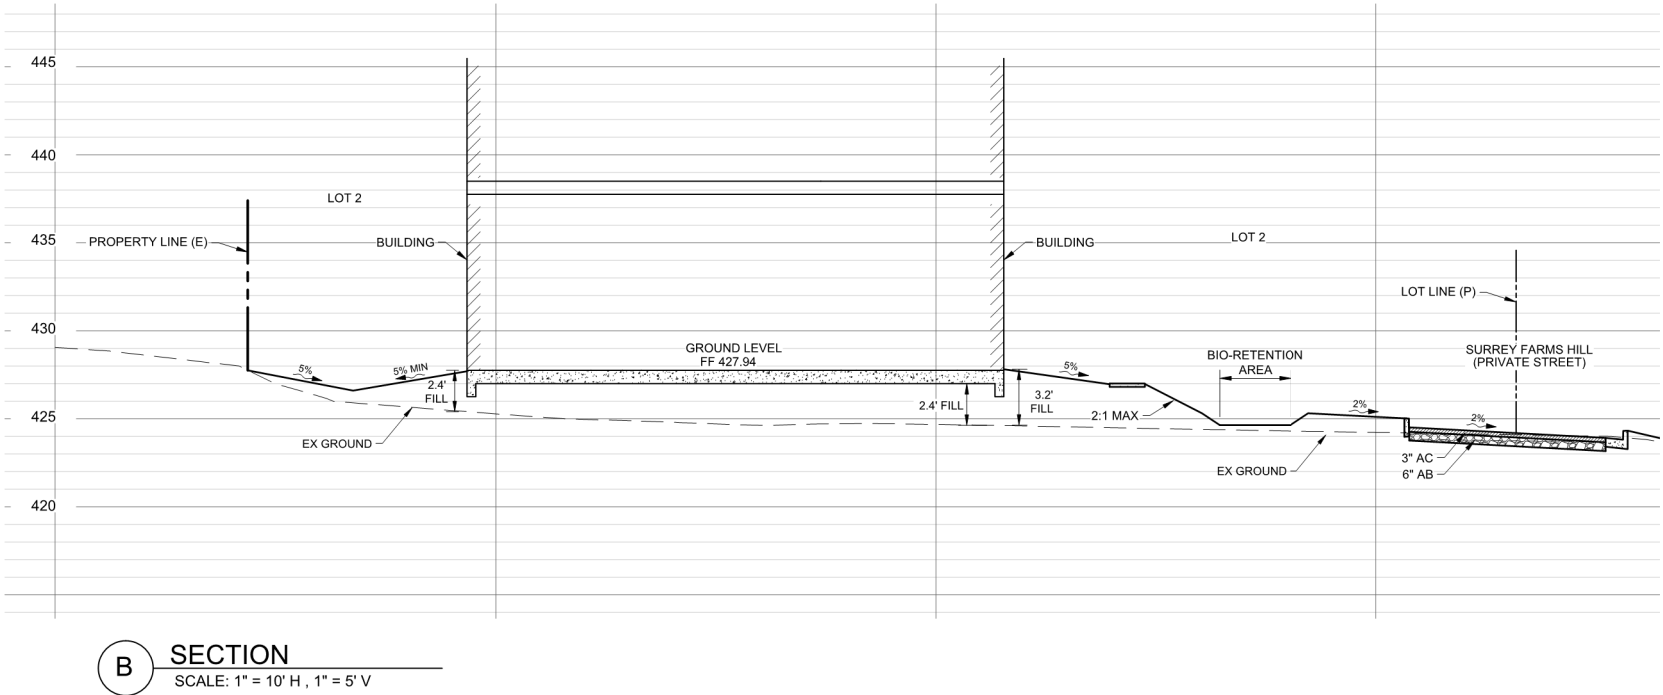 445
440
LOT 2
PROPERTY LINE (E)
435
BUILDING
BUILDING
LOT 2
LOT LINE (P)
430
GROUND LEVEL
FF 427.94
5%
5% MIN
2.4'
FILL
2.4' FILL
3.2'
FILL
5%
BIO-RETENTION
AREA
SURREY FARMS HILL
(PRIVATE STREET)
425
2:1 MAX
2%
2%
EX GROUND
EX GROUND
3" AC
6" AB
420
B
SECTION
SCALE: 1" = 10' H , 1" = 5' V